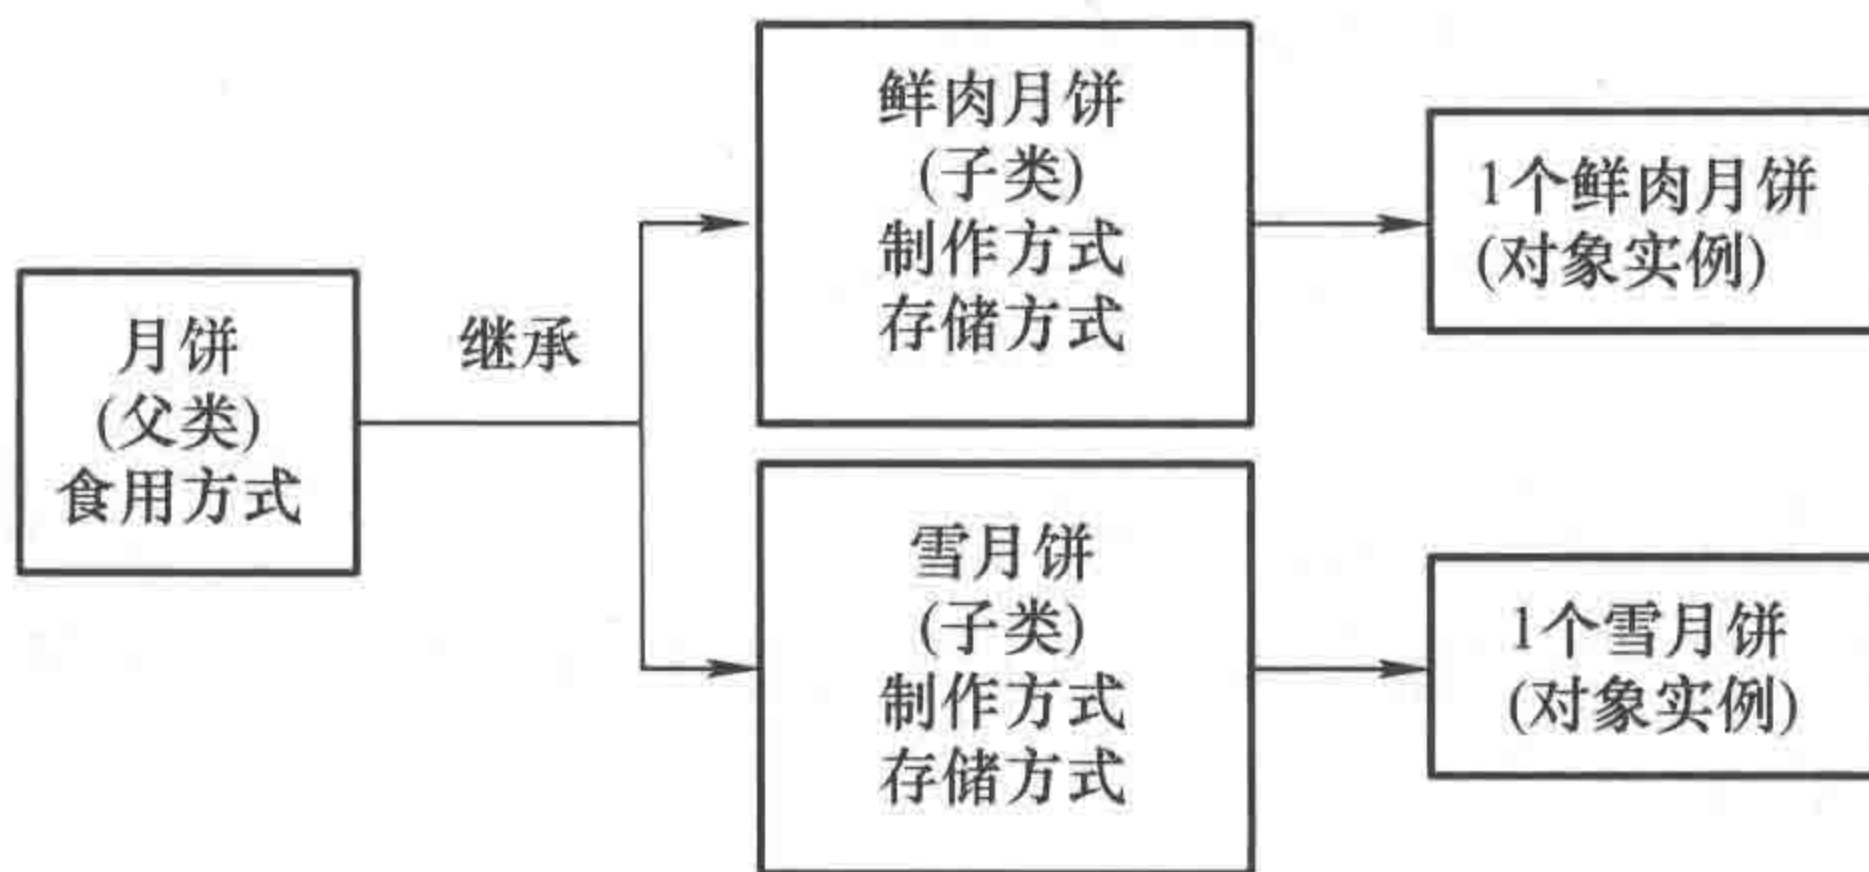 月饼
(父类)
食用方式
继承
鲜肉月饼
(子类)
制作方式
存储方式
1个鲜肉月饼
(对象实例)
雪月饼
(子类)
制作方式
存储方式
1个雪月饼
(对象实例)